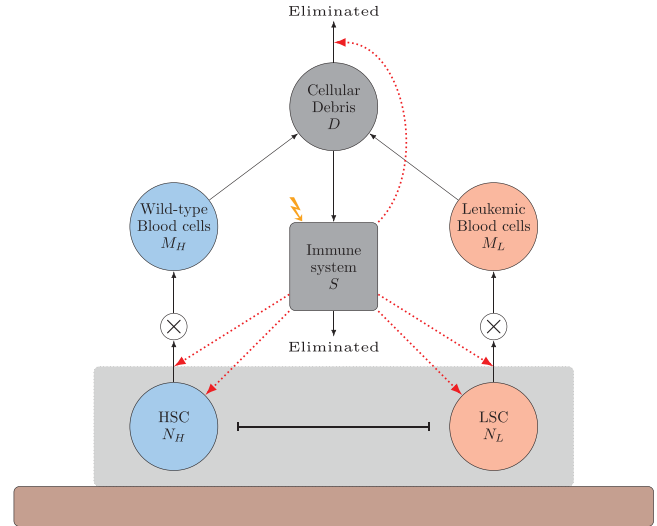 Eliminated
Cellular
Debris
D
Wild-type
Blood cells
M_H
Leukemic
Blood cells
M_L
Immune
system
S
Eliminated
HSC
N_H
LSC
N_L